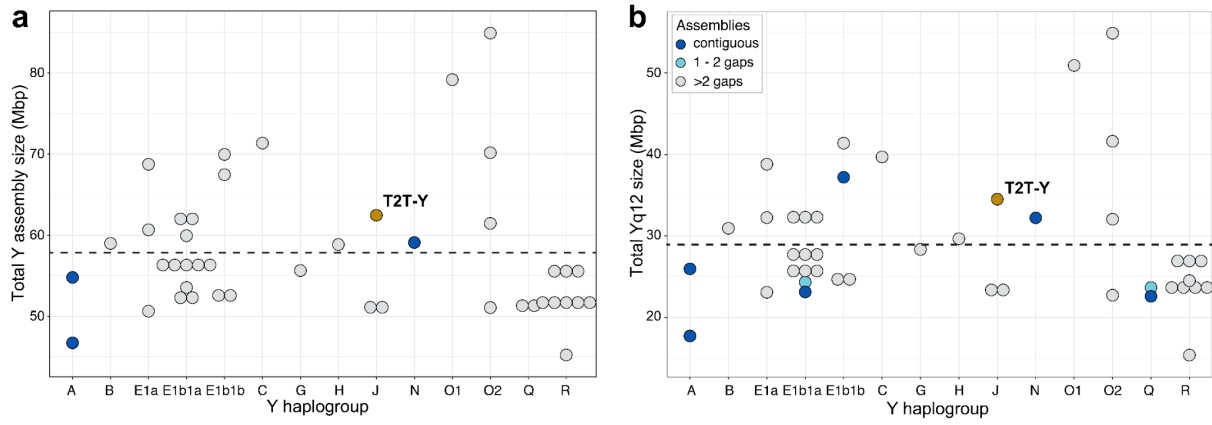 a
Total Y assembly size (Mbp)
80
70
60
50
T2T-Y
A B E1a E1b1a E1b1b C G H J N O1 O2 Q R
Y haplogroup
b
Total Yq12 size (Mbp)
50
40
30
20
Assemblies
contiguous
1 - 2 gaps
>2 gaps
T2T-Y
A B E1a E1b1a E1b1b C G H J N O1 O2 Q R
Y haplogroup